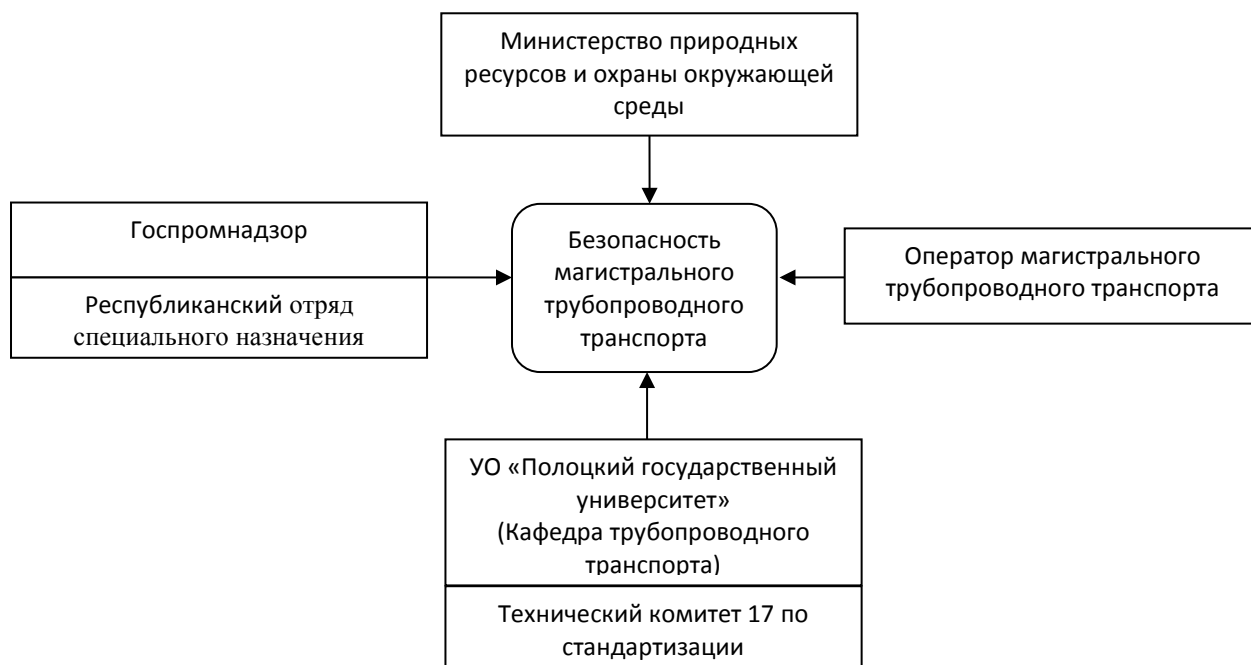 Министерство природных
ресурсов и охраны окружающей
среды
Госпромнадзор
Республиканский отряд
специального назначения
Безопасность
магистрального
трубопроводного
транспорта
Оператор магистрального
трубопроводного транспорта
УО «Полоцкий государственный
университет»
(Кафедра трубопроводного
транспорта)
Технический комитет 17 по
стандартизации